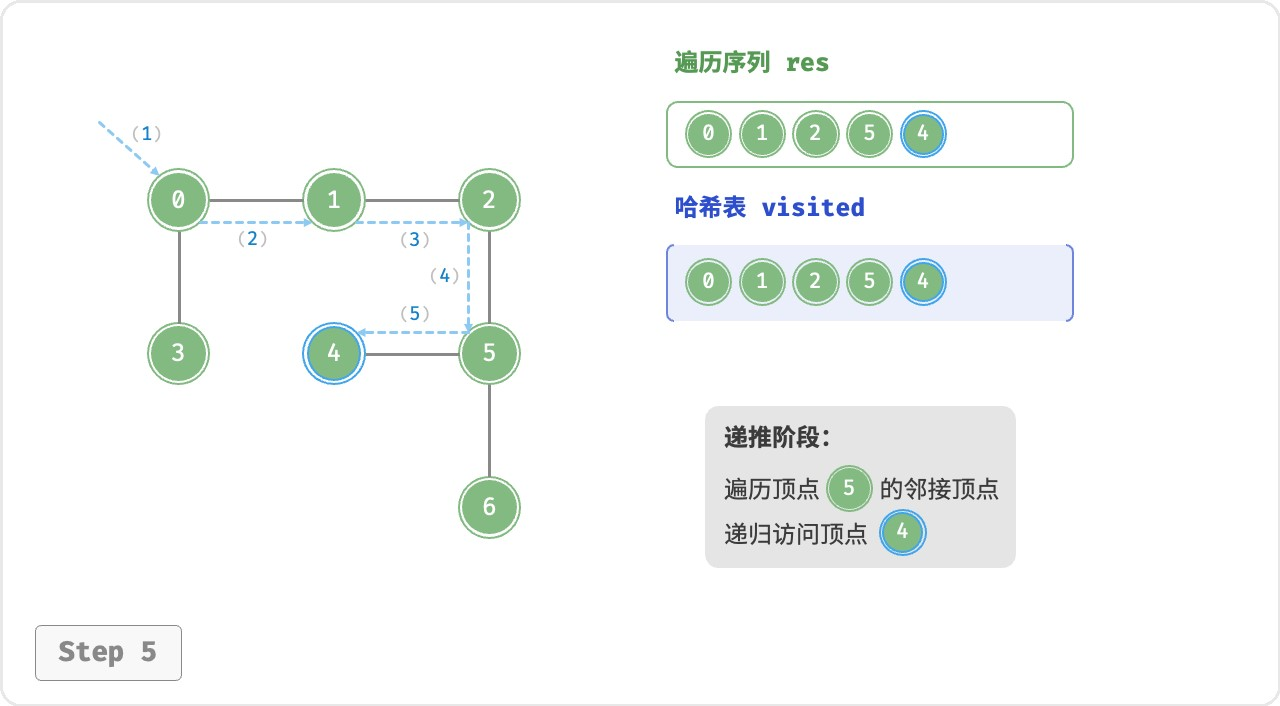 遍历序列 res
0 1 2 5 4
哈希表 visited
0 1 2 5 4
(1)
0 1 2
(2) (3)
(4)
(5)
3 4 5
6
递推阶段:
遍历顶点 5 的邻接顶点
递归访问顶点 4
Step 5